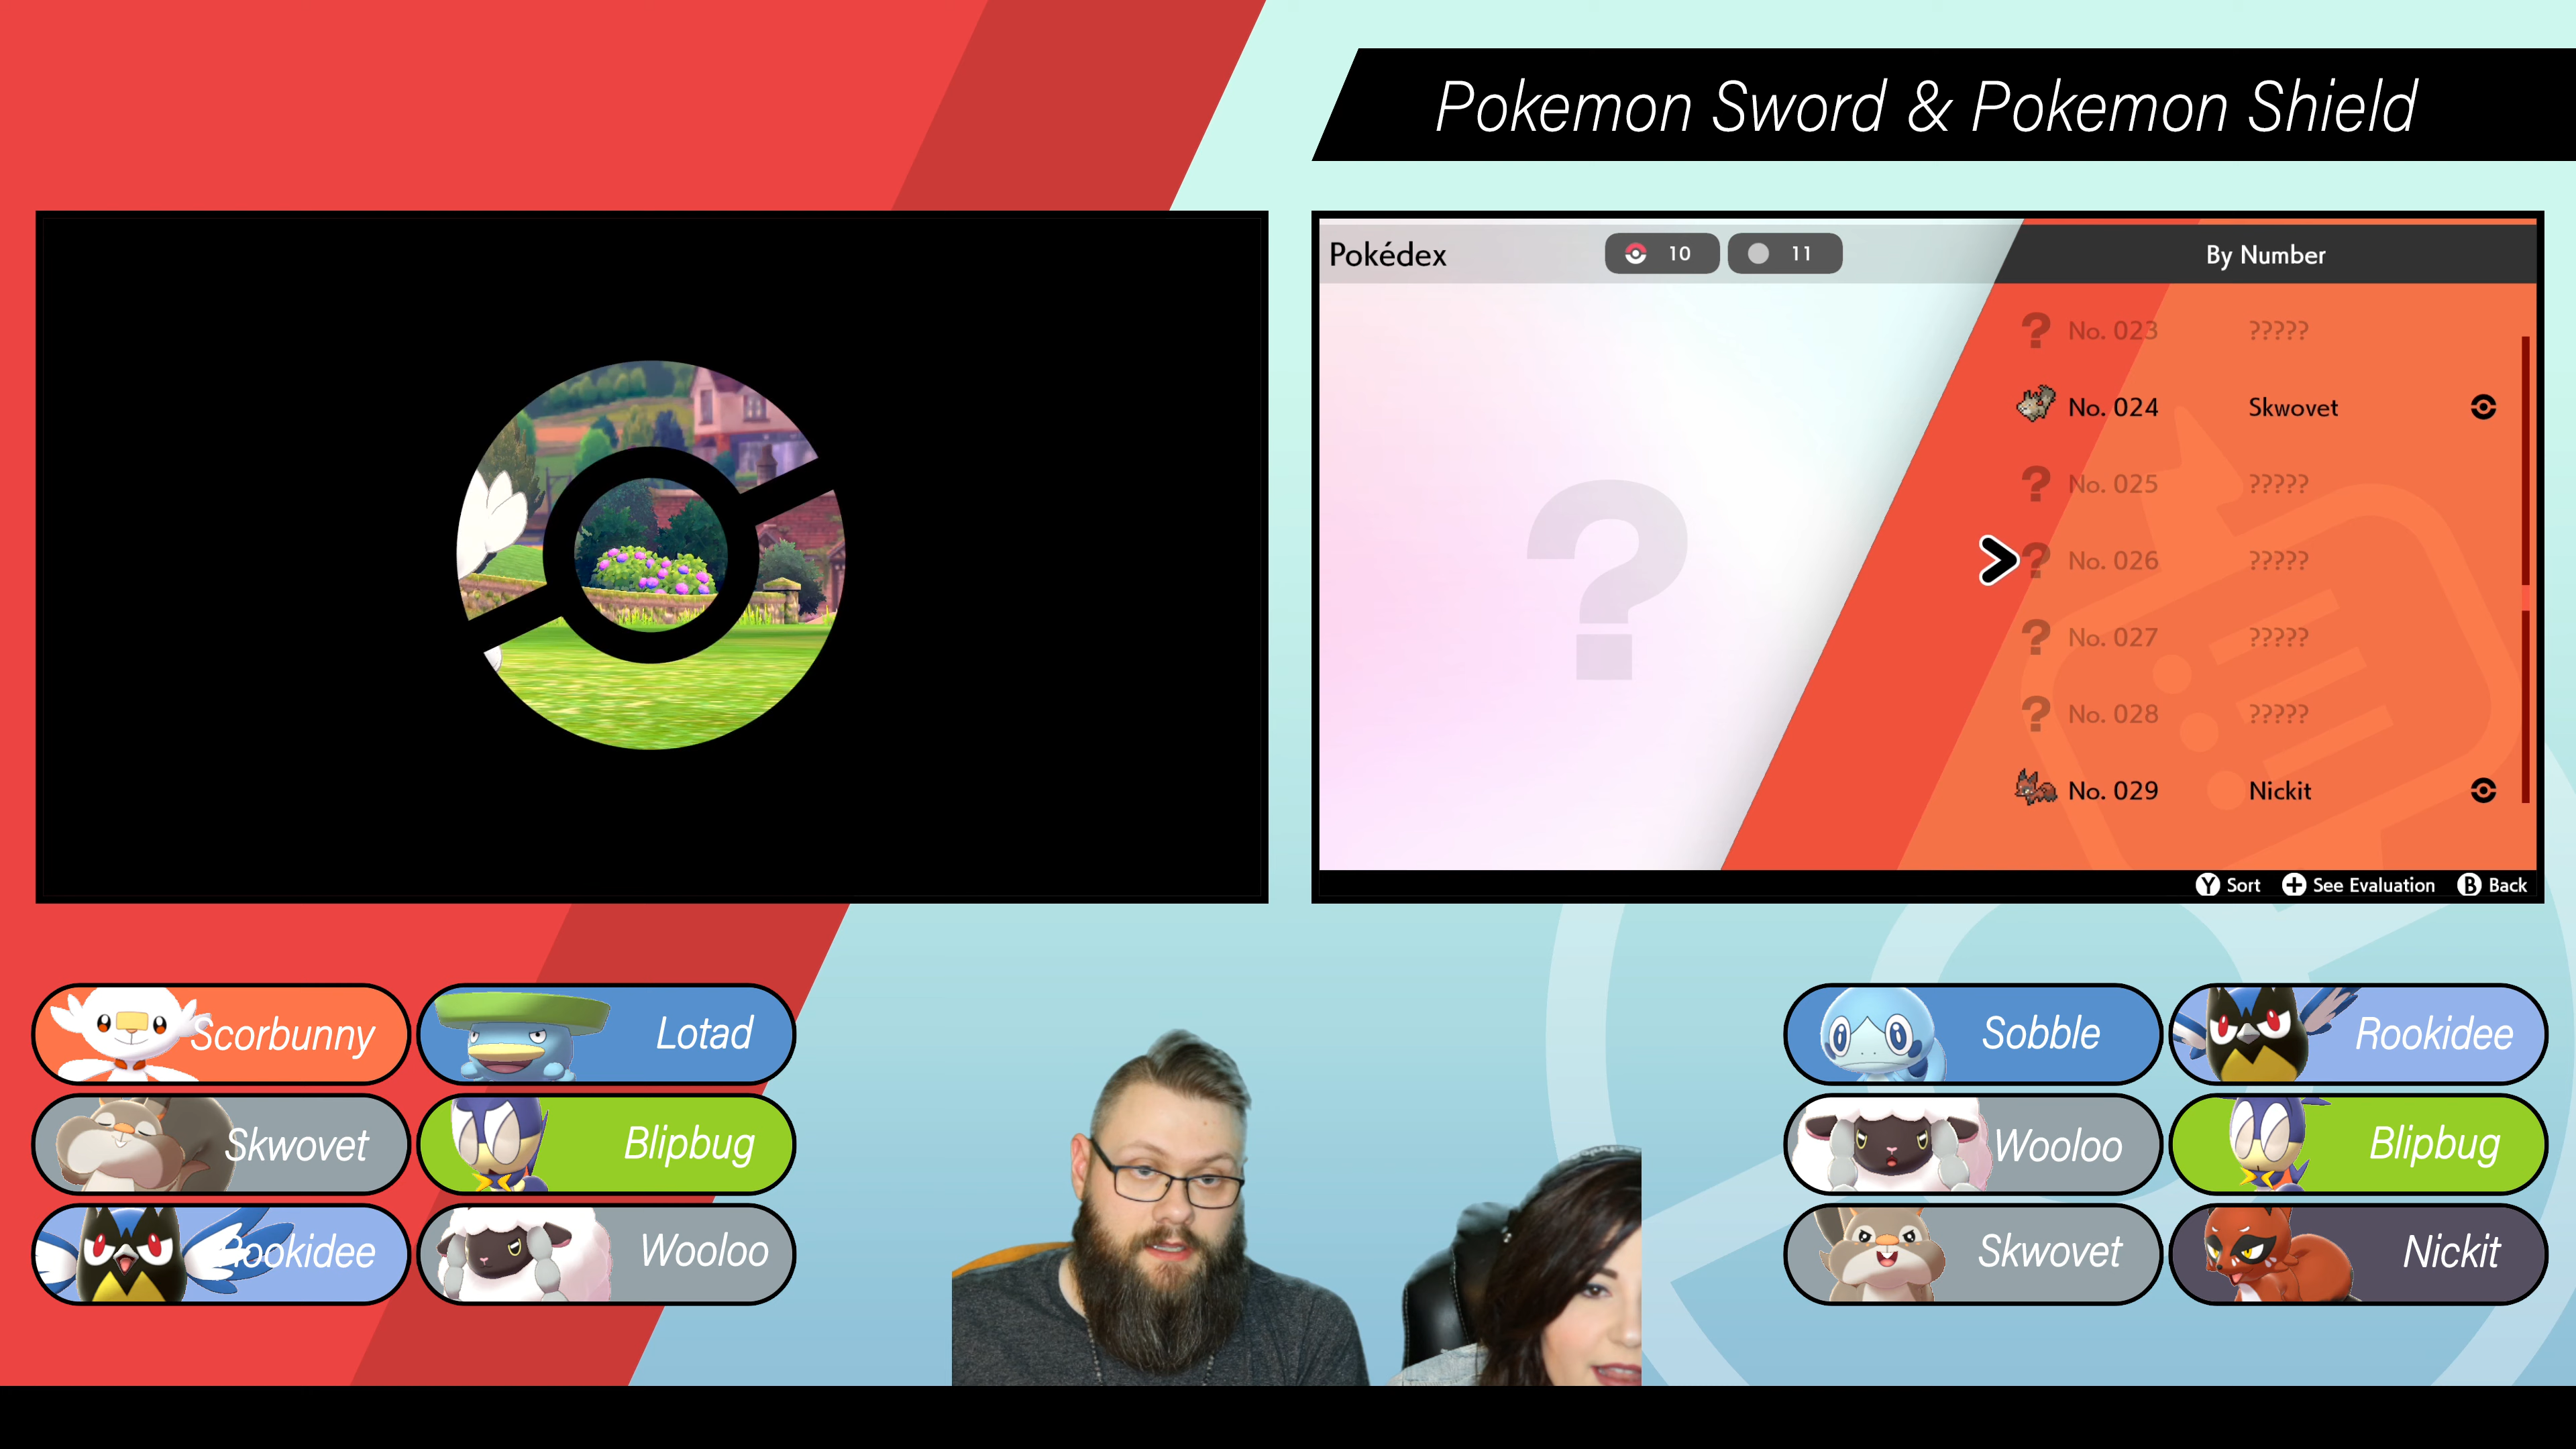 Pokemon Sword & Pokemon Shield
Pokédex
10
11
By Number
? No. 023 ?????
No. 024 Skwovet
? No. 025 ?????
? No. 026 ?????
? No. 027 ?????
? No. 028 ?????
No. 029 Nickit
?
Y Sort + See Evaluation B Back
Scorbunny
Lotad
Skwovet
Blipbug
Rookidee
Wooloo
Sobble
Rookidee
Wooloo
Blipbug
Skwovet
Nickit